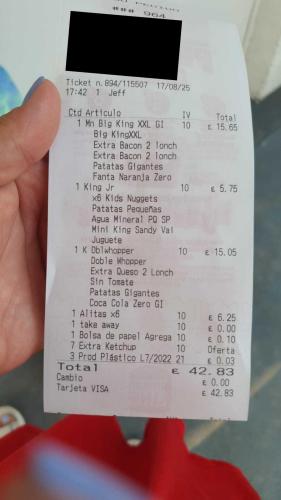 ### 964
Ticket n.894/115507 17/08/25
17:42 1 Jeff
Ctd Artículo IV Total
1 Mn Big King XXL GI 10 £ 15.65
Big KingXXL
Extra Bacon 2 lonch
Extra Bacon 2 lonch
Patatas Gigantes
Fanta Naranja Zero
1 King Jr 10 £ 5.75
x6 Kids Nuggets
Patatas Pequeñas
Agua Mineral PQ SP
Mini King Sandy Vai
Juguete
1 K Dblwhopper 10 £ 15.05
Doble Whopper
Extra Queso 2 Lonch
Sin Tomate
Patatas Gigantes
Coca Cola Zero GI
1 Alitas x6 10 £ 6.25
1 take away 10 £ 0.00
1 Bolsa de papel Agrega 10 £ 0.10
7 Extra Ketchup 10 Oferta
3 Prod Plástico L7/2022 21 £ 0.03
Total £ 42.83
Cambio £ 0.00
Tarjeta VISA £ 42.83